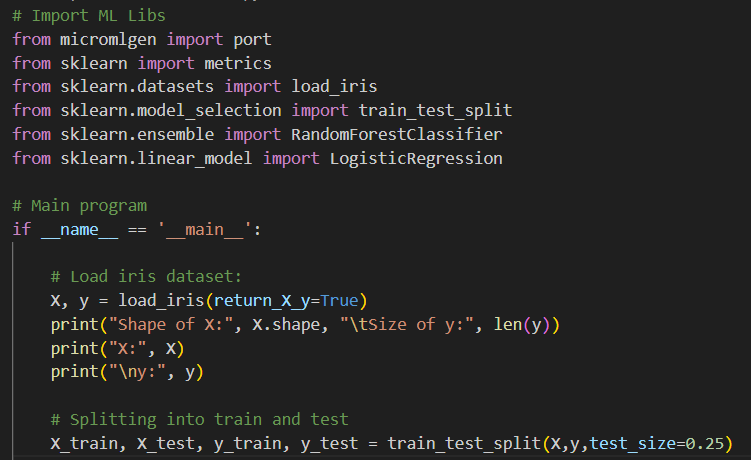 # Import ML Libs
from micromlgen import port
from sklearn import metrics
from sklearn.datasets import load_iris
from sklearn.model_selection import train_test_split
from sklearn.ensemble import RandomForestClassifier
from sklearn.linear_model import LogisticRegression
# Main program
if __name__ == '__main__':
# Load iris dataset:
X, y = load_iris(return_X_y=True)
print("Shape of X:", X.shape, "\tSize of y:", len(y))
print("X:", X)
print("\ny:", y)
# Splitting into train and test
X_train, X_test, y_train, y_test = train_test_split(X,y,test_size=0.25)